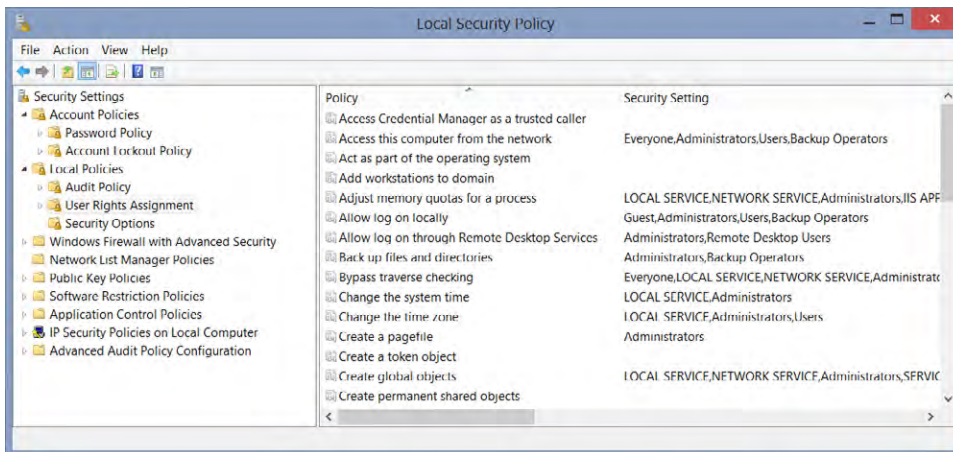 Local Security Policy
File Action View Help
Security Settings
Account Policies
Password Policy
Account Lockout Policy
Local Policies
Audit Policy
User Rights Assignment
Security Options
Windows Firewall with Advanced Security
Network List Manager Policies
Public Key Policies
Software Restriction Policies
Application Control Policies
IP Security Policies on Local Computer
Advanced Audit Policy Configuration
Policy Security Setting
Access Credential Manager as a trusted caller
Access this computer from the network Everyone,Administrators,Users,Backup Operators
Act as part of the operating system
Add workstations to domain
Adjust memory quotas for a process LOCAL SERVICE,NETWORK SERVICE,Administrators,IIS APP
Allow log on locally Guest,Administrators,Users,Backup Operators
Allow log on through Remote Desktop Services Administrators,Remote Desktop Users
Back up files and directories Administrators,Backup Operators
Bypass traverse checking Everyone,LOCAL SERVICE,NETWORK SERVICE,Administratc
Change the system time LOCAL SERVICE,Administrators
Change the time zone LOCAL SERVICE,Administrators,Users
Create a pagefile Administrators
Create a token object
Create global objects LOCAL SERVICE,NETWORK SERVICE,Administrators,SERVIC
Create permanent shared objects